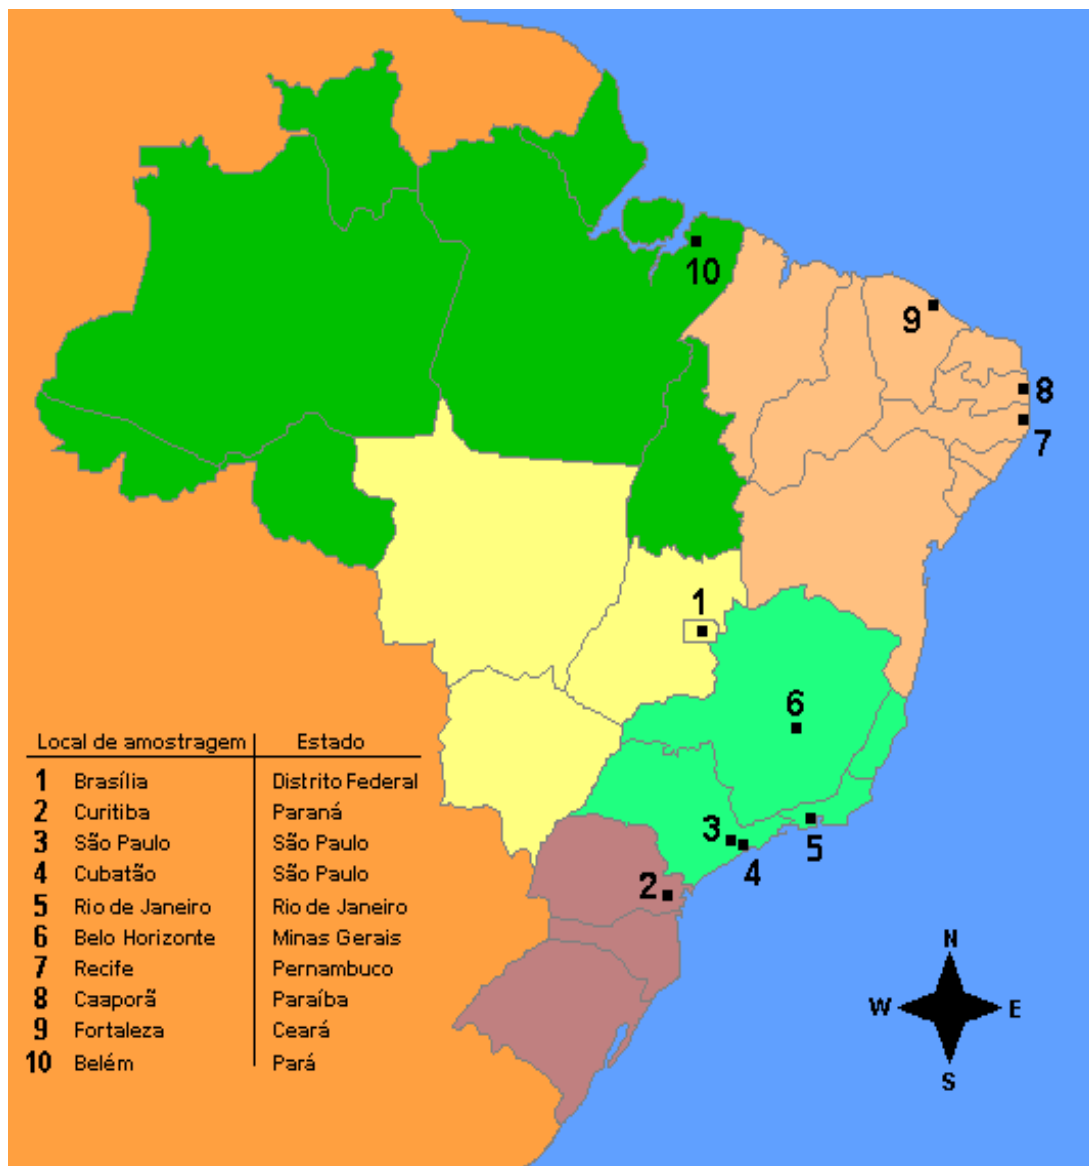 10
9
8
7
1
6
3
4
5
2
N
W E
S
Local de amostragem Estado
1 Brasília Distrito Federal
2 Curitiba Paraná
3 São Paulo São Paulo
4 Cubatão São Paulo
5 Rio de Janeiro Rio de Janeiro
6 Belo Horizonte Minas Gerais
7 Recife Pernambuco
8 Caaporã Paraíba
9 Fortaleza Ceará
10 Belém Pará